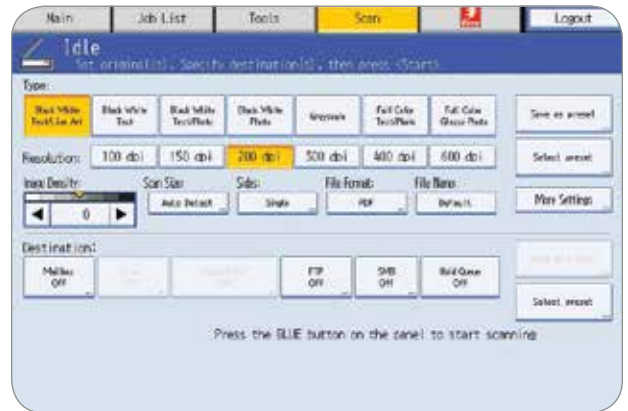 Main Job List Tools Scan Logout
Idle
Set original(s), Specify destination(s), then press <Start>.
Type:
Black White Text/Line Art
Black White Text
Black White Text/Photo
Black White Photo
Grayscale
Full Color Text/Photo
Full Color Glossy Photo
Save as preset
Resolution: 100 dpi 150 dpi 200 dpi 300 dpi 400 dpi 600 dpi
Select preset
Image Density: Scan Size: Sides: File Format: File Name:
0 Auto Detect Single PDF Default
More Settings
Destination:
Mailbox Off
FTP Off
SMB Off
Hold Queue Off
Select preset
Press the BLUE button on the panel to start scanning